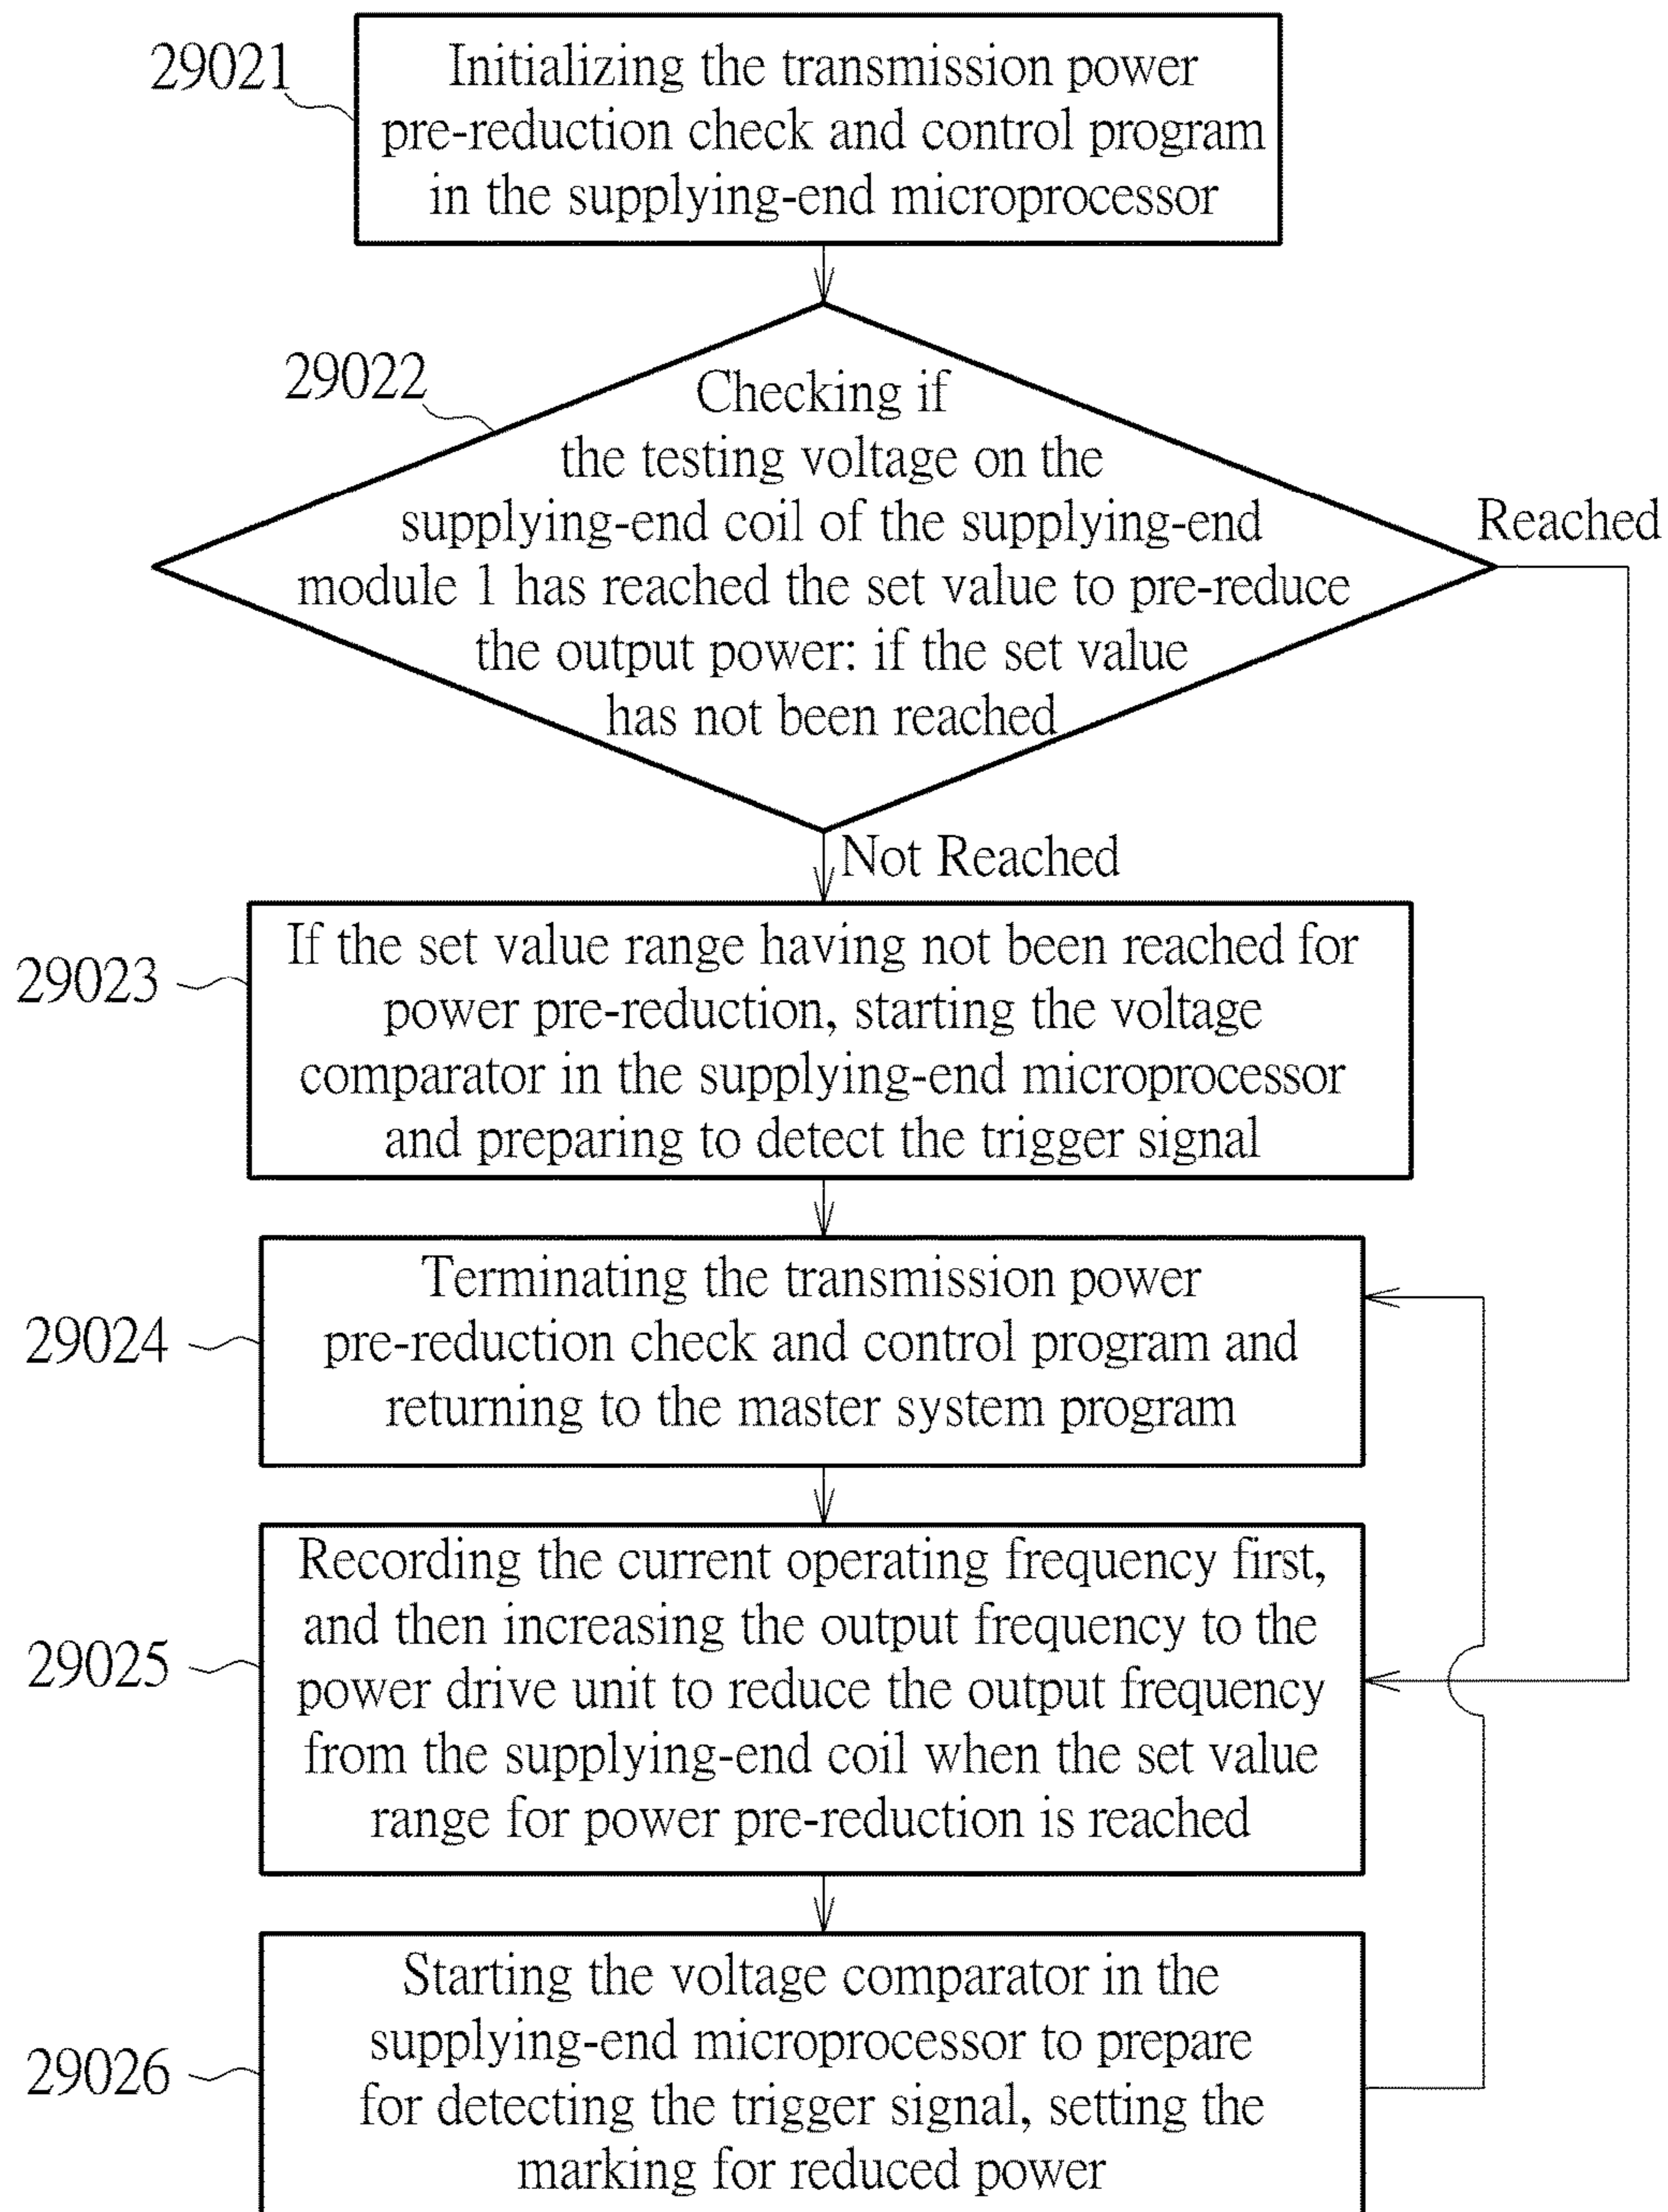 29021
Initializing the transmission power
pre-reduction check and control program
in the supplying-end microprocessor
29022
Checking if
the testing voltage on the
supplying-end coil of the supplying-end
module 1 has reached the set value to pre-reduce
the output power: if the set value
has not been reached
Reached
Not Reached
29023
If the set value range having not been reached for
power pre-reduction, starting the voltage
comparator in the supplying-end microprocessor
and preparing to detect the trigger signal
29024
Terminating the transmission power
pre-reduction check and control program and
returning to the master system program
29025
Recording the current operating frequency first,
and then increasing the output frequency to the
power drive unit to reduce the output frequency
from the supplying-end coil when the set value
range for power pre-reduction is reached
29026
Starting the voltage comparator in the
supplying-end microprocessor to prepare
for detecting the trigger signal, setting the
marking for reduced power